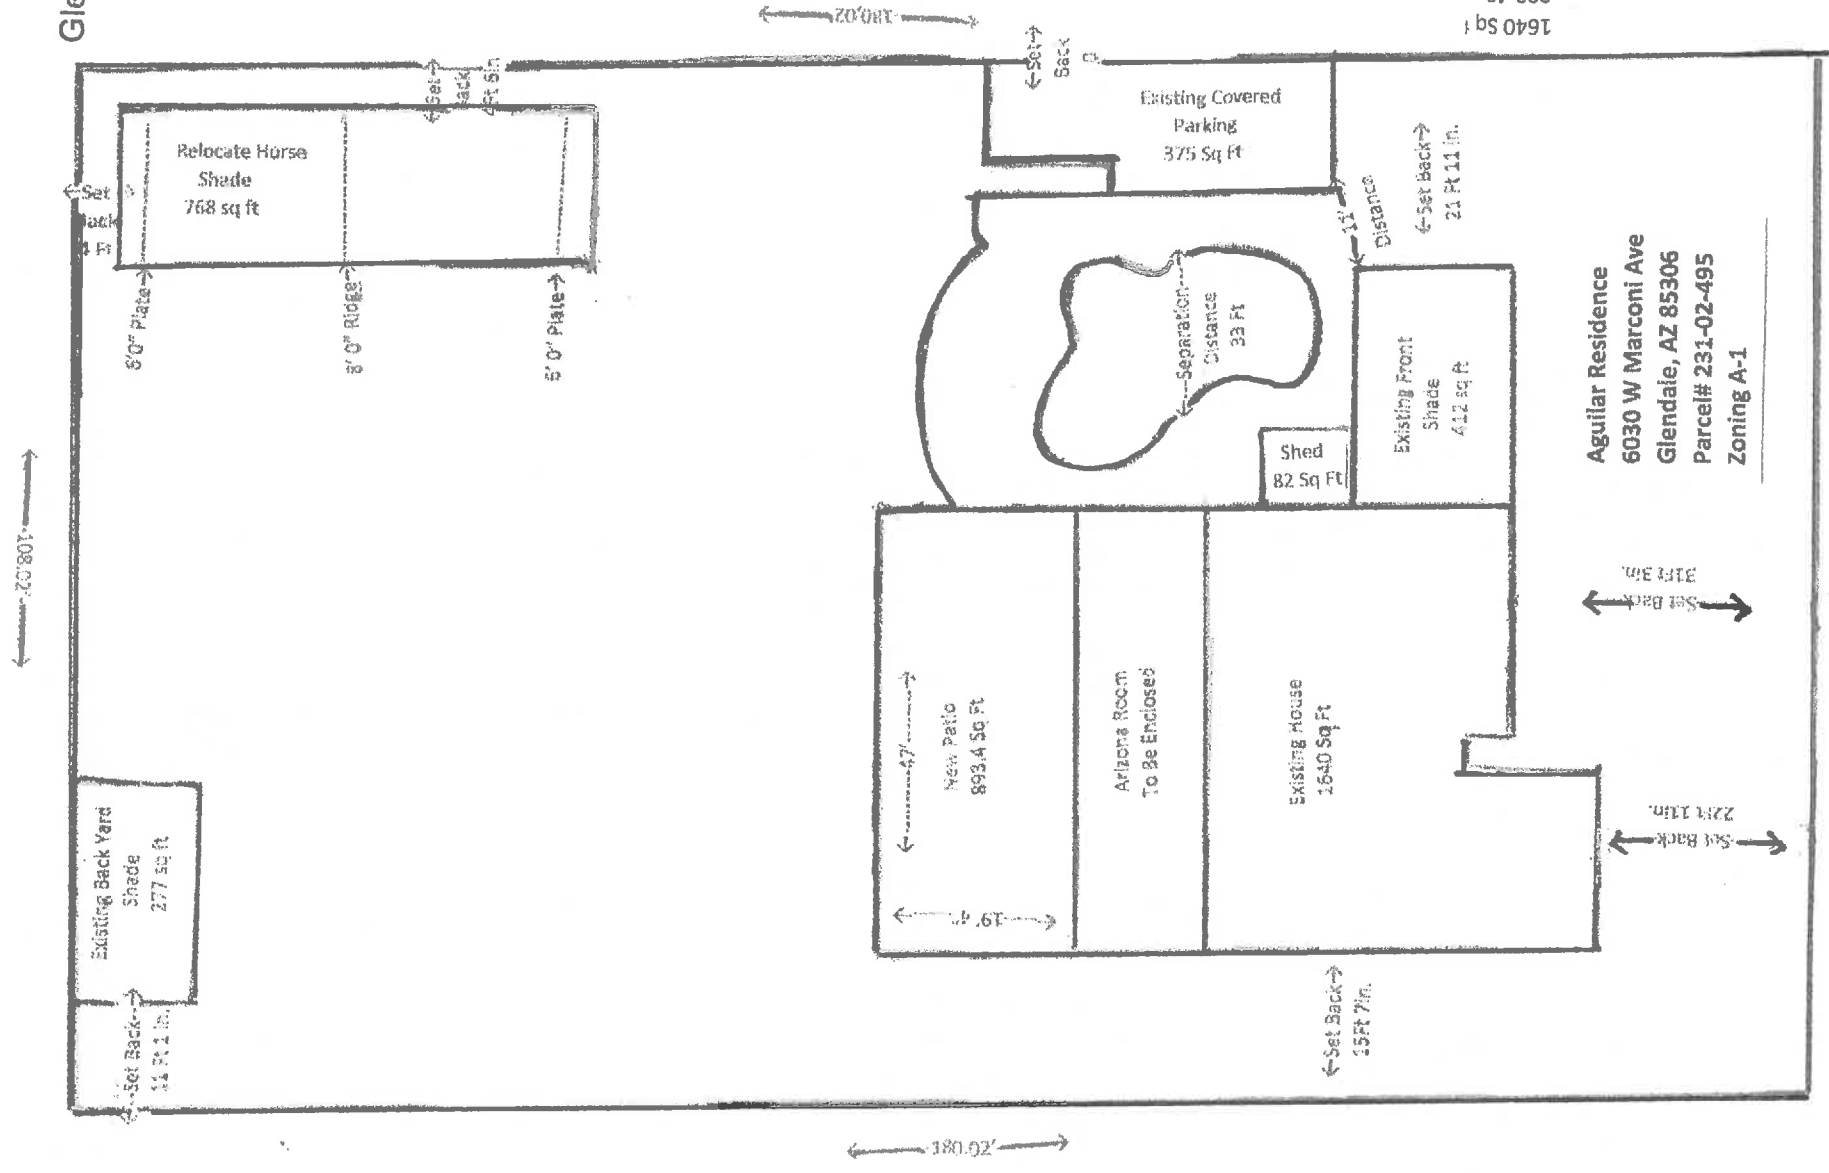 Gle
180.02'
1640 Sq f
<-Set->
Back
0
Set
Back
Ft 6in
Existing Covered
Parking
375 Sq Ft
Relocate Horse
Shade
768 sq ft
Set
Back
4 Ft
6'0" Plate
8' 0" Ridge
6' 0" Plate
<-Set Back->
21 Ft 11 in.
11'
Distance
Separation
Distance
33 Ft
Existing Front
Shade
412 sq ft
Shed
82 Sq Ft
Aguilar Residence
6030 W Marconi Ave
Glendale, AZ 85306
Parcel# 231-02-495
Zoning A-1
108.02'
Set Back
31Ft 3in.
47'
New Patio
893.4 Sq Ft
Arizona Room
To Be Enclosed
Existing House
1640 Sq Ft
19' 4"
Set Back
22Ft 11in.
Existing Back Yard
Shade
277 sq ft
<-Set Back->
11 Ft 1 in.
<-Set Back->
15Ft 7in.
180.02'